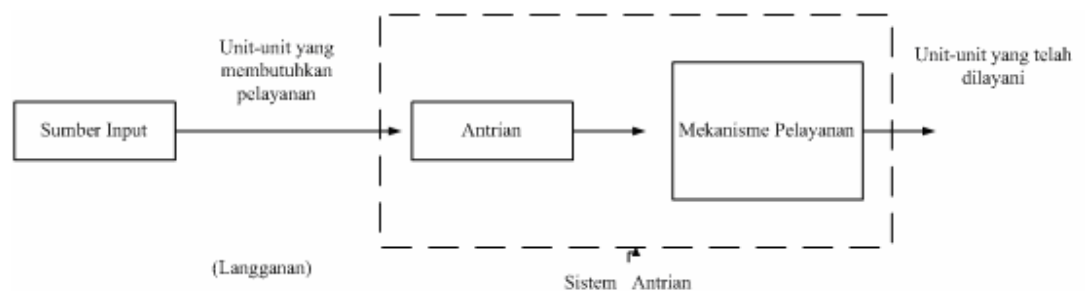 Unit-unit yang
membutuhkan
pelayanan
Unit-unit yang telah
dilayani
Sumber Input
Antrian
Mekanisme Pelayanan
(Langganan)
Sistem Antrian